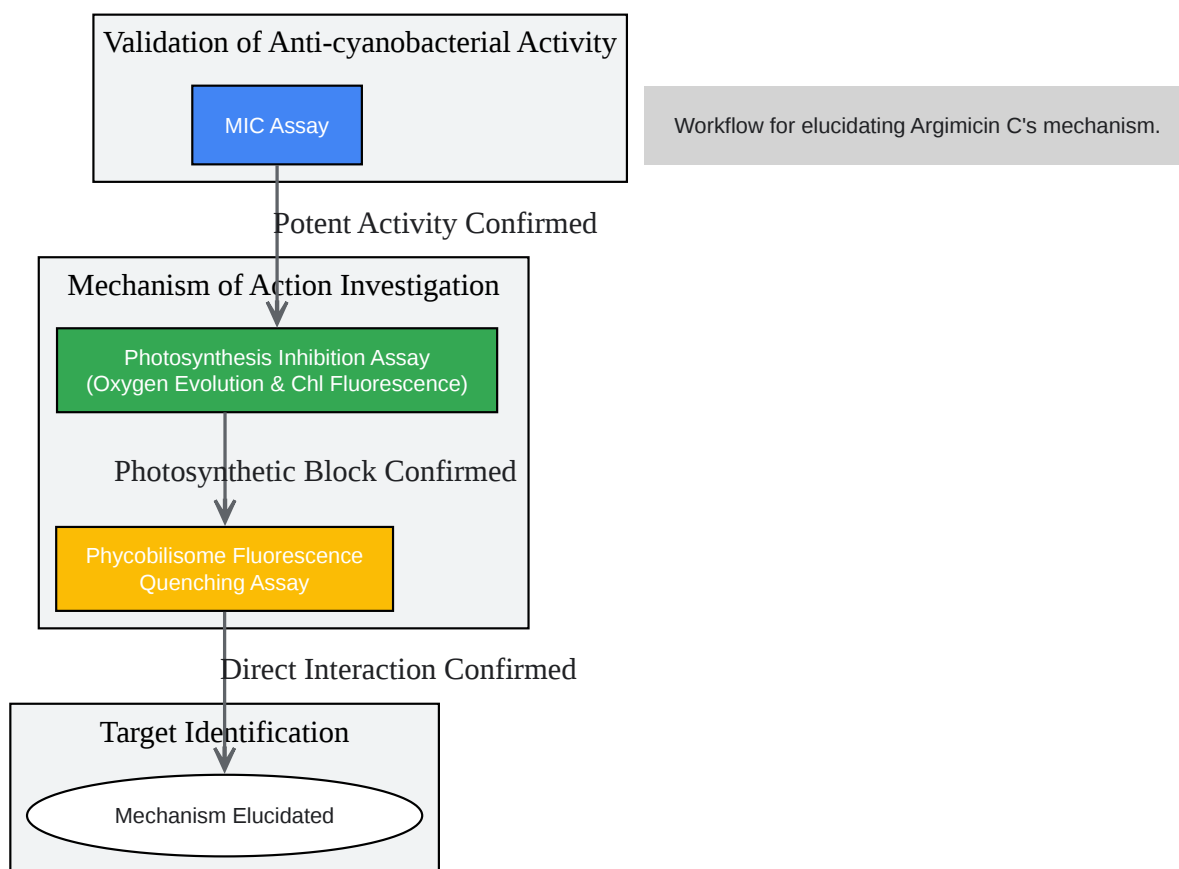 Validation of Anti-cyanobacterial Activity
MIC Assay
Workflow for elucidating Argimicin C's mechanism.
Potent Activity Confirmed
Mechanism of Action Investigation
Photosynthesis Inhibition Assay
(Oxygen Evolution & Chl Fluorescence)
Photosynthetic Block Confirmed
Phycobilisome Fluorescence
Quenching Assay
Direct Interaction Confirmed
Target Identification
Mechanism Elucidated